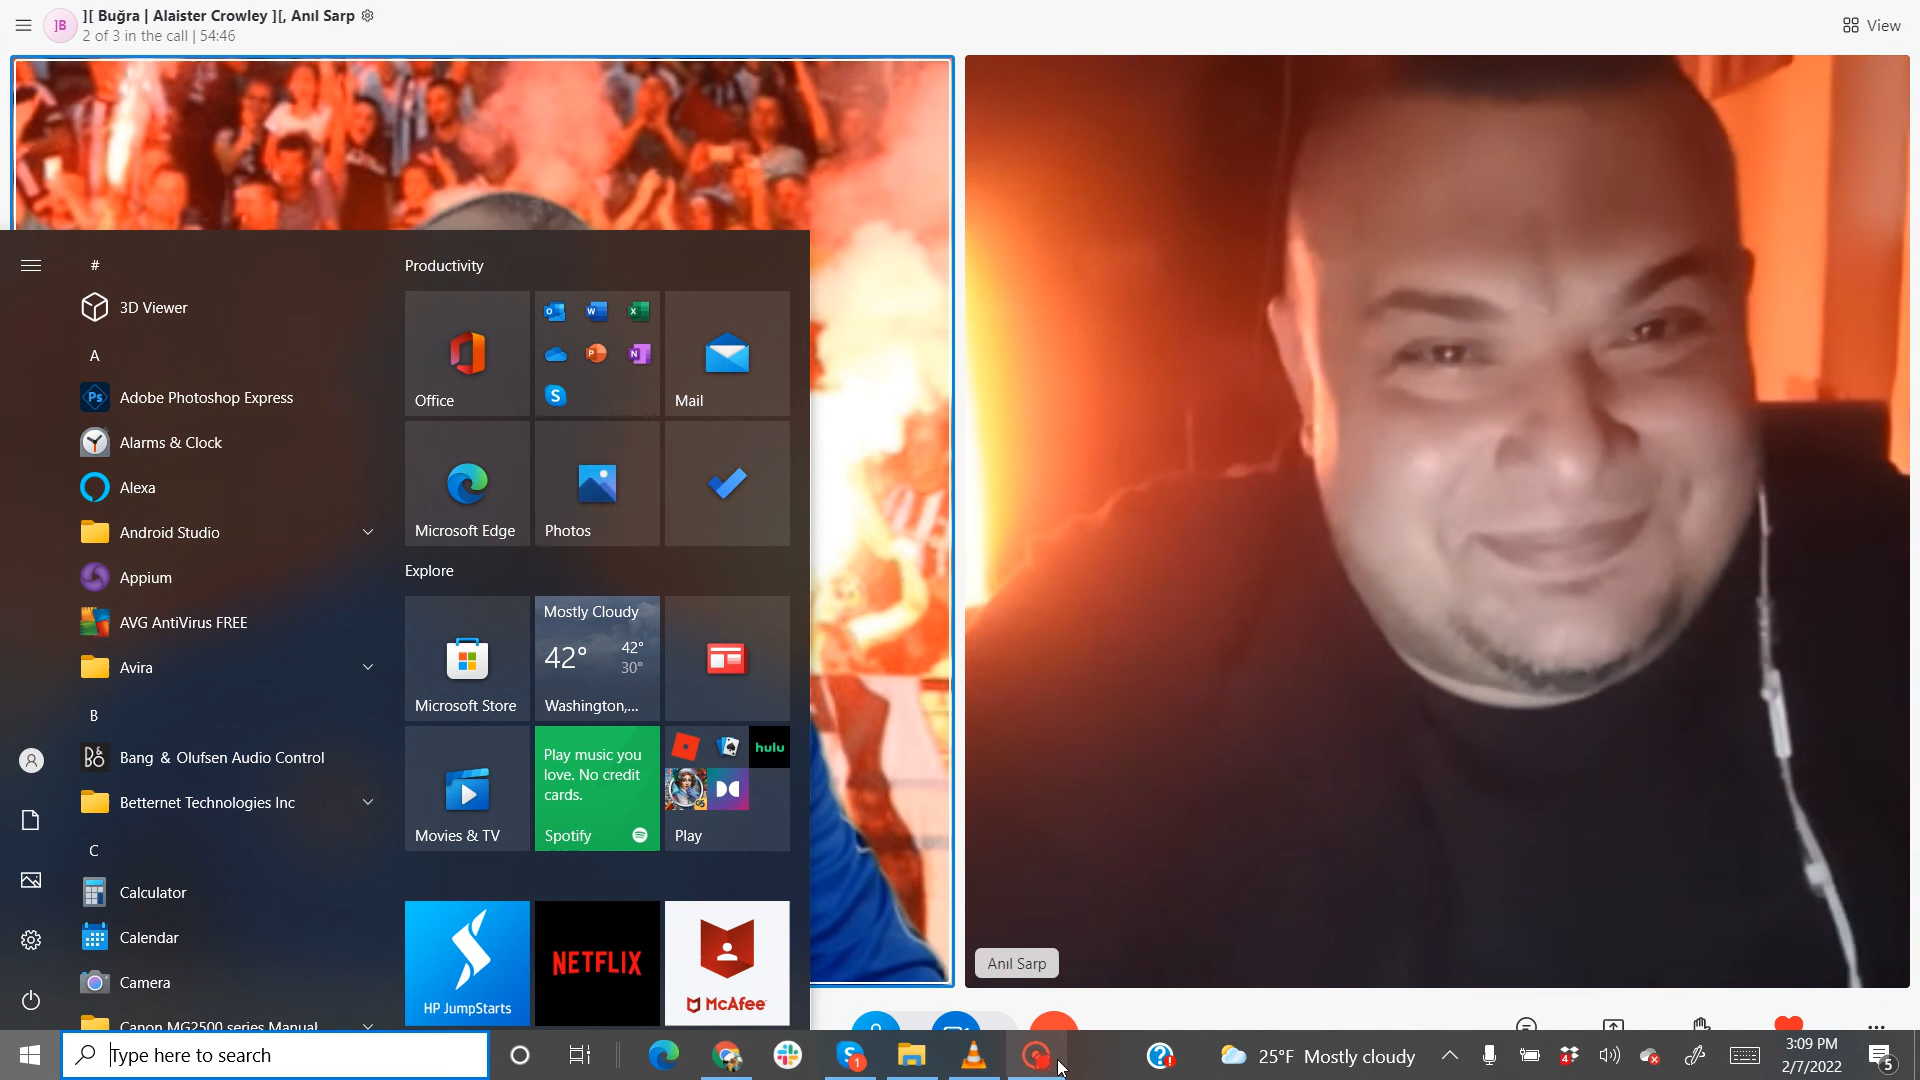 ]B
][ Buğra | Alaister Crowley ][, Anıl Sarp
2 of 3 in the call | 54:46
View
#
3D Viewer
A
Adobe Photoshop Express
Alarms & Clock
Alexa
Android Studio
Appium
AVG AntiVirus FREE
Avira
B
Bang & Olufsen Audio Control
Betternet Technologies Inc
C
Calculator
Calendar
Camera
Canon MG2500 series Manual
Productivity
Office
Mail
Microsoft Edge
Photos
Explore
Microsoft Store
Mostly Cloudy
42°
42°
30°
Washington,...
Movies & TV
Play music you
love. No credit
cards.
Spotify
hulu
Play
HP JumpStarts
NETFLIX
McAfee
Anıl Sarp
Type here to search
25°F Mostly cloudy
3:09 PM
2/7/2022
5